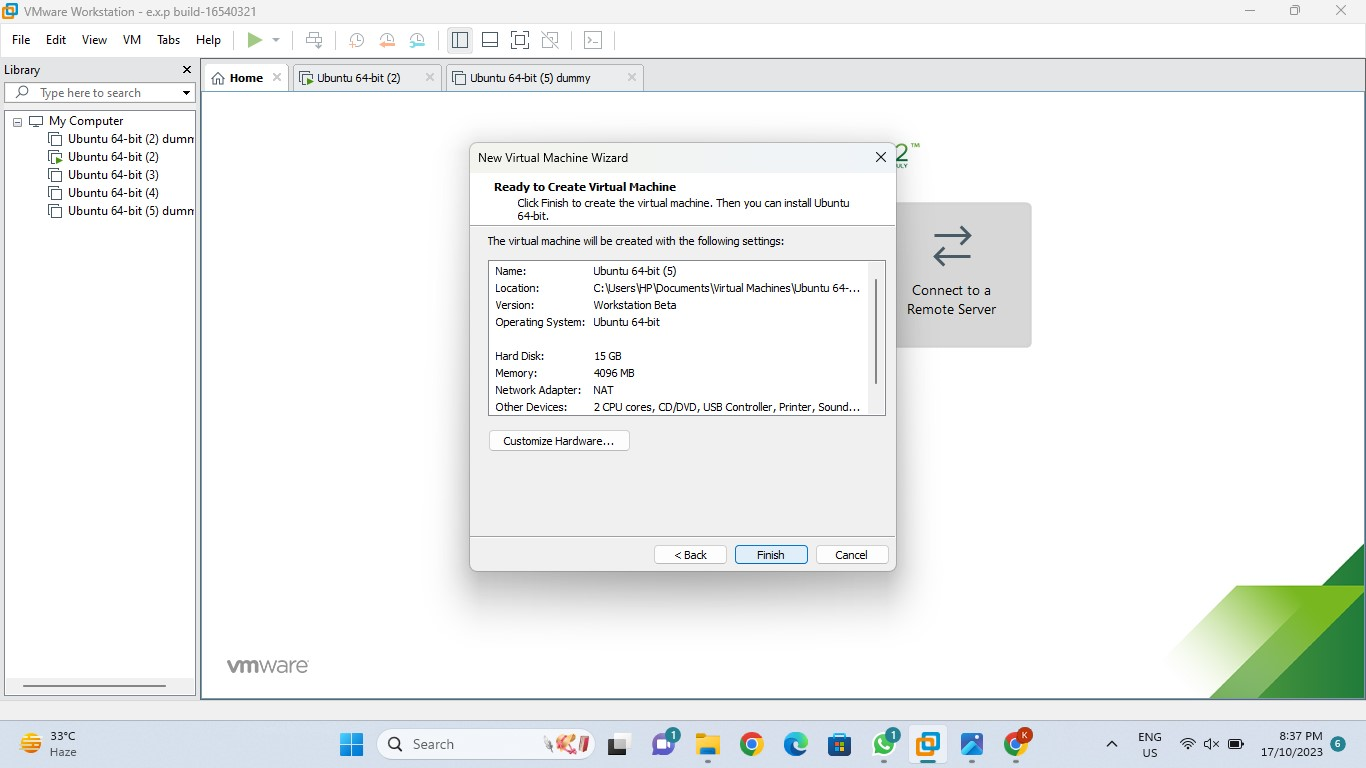 VMware Workstation - e.x.p build-16540321
File Edit View VM Tabs Help
Library
Home
Ubuntu 64-bit (2)
Ubuntu 64-bit (5) dummy
Type here to search
My Computer
Ubuntu 64-bit (2) dumm
Ubuntu 64-bit (2)
Ubuntu 64-bit (3)
Ubuntu 64-bit (4)
Ubuntu 64-bit (5) dumm
2™
ULY
New Virtual Machine Wizard
Ready to Create Virtual Machine
Click Finish to create the virtual machine. Then you can install Ubuntu
64-bit.
The virtual machine will be created with the following settings:
Name: Ubuntu 64-bit (5)
Location: C:\Users\HP\Documents\Virtual Machines\Ubuntu 64-...
Version: Workstation Beta
Operating System: Ubuntu 64-bit
Hard Disk: 15 GB
Memory: 4096 MB
Network Adapter: NAT
Other Devices: 2 CPU cores, CD/DVD, USB Controller, Printer, Sound...
Customize Hardware...
< Back Finish Cancel
Connect to a
Remote Server
vmware
33°C
Haze
Search
1
1
K
ENG
US
8:37 PM
17/10/2023
6